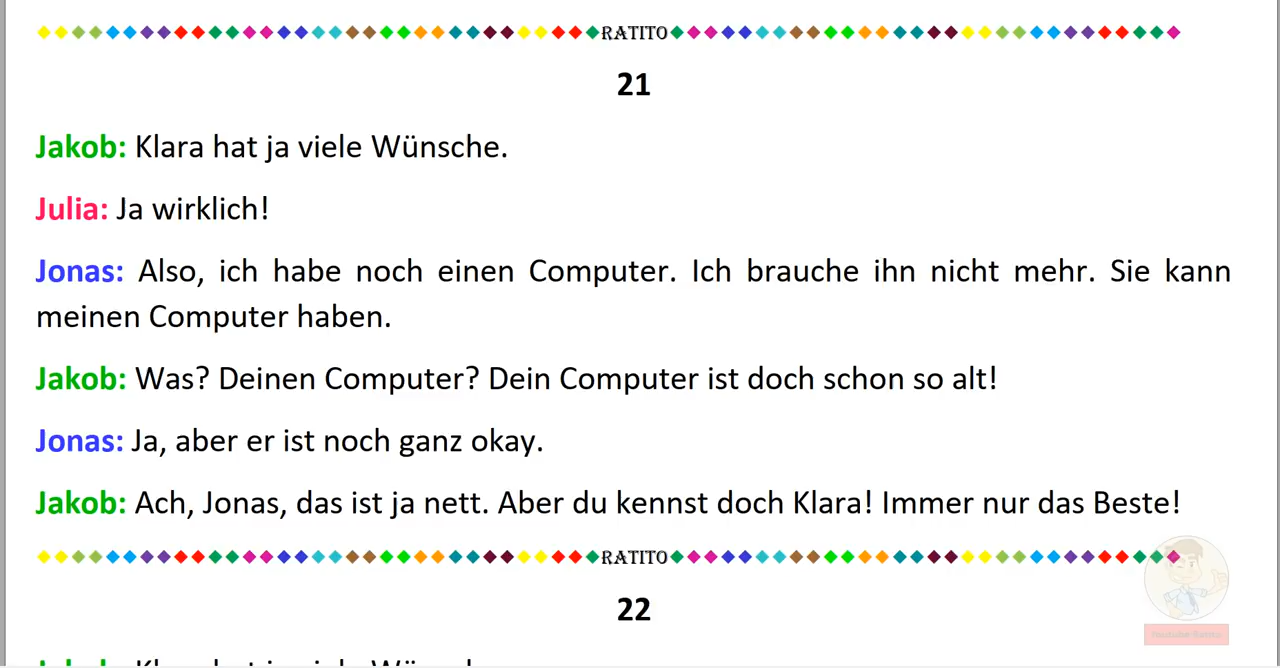 RATITO
21
Jakob: Klara hat ja viele Wünsche.
Julia: Ja wirklich!
Jonas: Also, ich habe noch einen Computer. Ich brauche ihn nicht mehr. Sie kann
meinen Computer haben.
Jakob: Was? Deinen Computer? Dein Computer ist doch schon so alt!
Jonas: Ja, aber er ist noch ganz okay.
Jakob: Ach, Jonas, das ist ja nett. Aber du kennst doch Klara! Immer nur das Beste!
RATITO
22
Youtube-Ratito